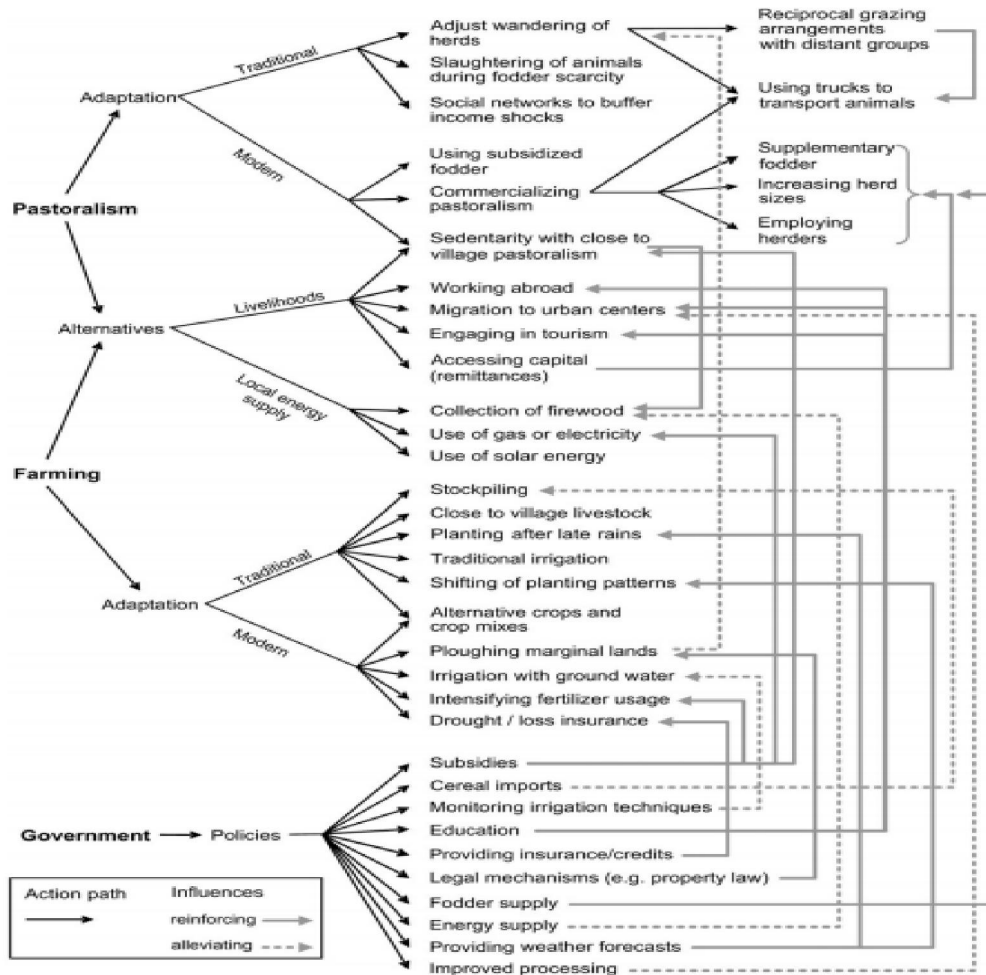 Adjust wandering of
herds
Slaughtering of animals
during fodder scarcity
Social networks to buffer
income shocks
Reciprocal grazing
arrangements
with distant groups
Using trucks to
transport animals
Traditional
Adaptation
Modern
Using subsidized
fodder
Commercializing
pastoralism
Sedentarity with close to
village pastoralism
Supplementary
fodder
Increasing herd
sizes
Employing
herders
Pastoralism
Livelihoods
Alternatives
Local energy
supply
Working abroad
Migration to urban centers
Engaging in tourism
Accessing capital
(remittances)
Collection of firewood
Use of gas or electricity
Use of solar energy
Farming
Traditional
Adaptation
Modern
Stockpiling
Close to village livestock
Planting after late rains
Traditional irrigation
Shifting of planting patterns
Alternative crops and
crop mixes
Ploughing marginal lands
Irrigation with ground water
Intensifying fertilizer usage
Drought / loss insurance
Government
Policies
Subsidies
Cereal imports
Monitoring irrigation techniques
Education
Providing insurance/credits
Legal mechanisms (e.g. property law)
Fodder supply
Energy supply
Providing weather forecasts
Improved processing
Action path
Influences
reinforcing
alleviating